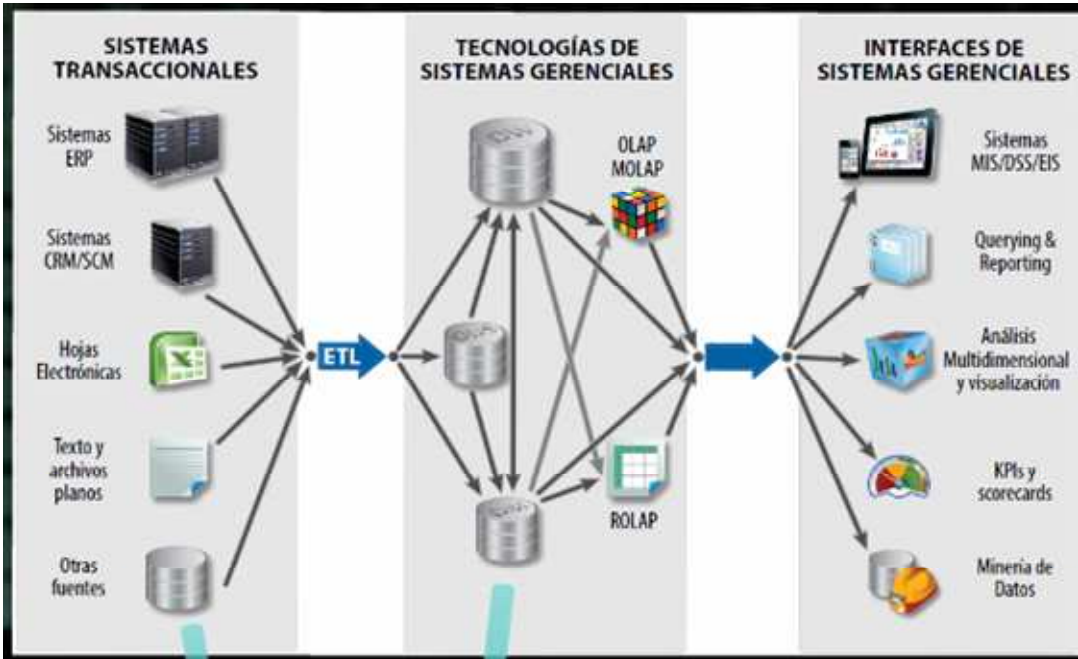 SISTEMAS
TRANSACCIONALES
Sistemas
ERP
Sistemas
CRM/SCM
Hojas
Electrónicas
Texto y
archivos
planos
Otras
fuentes
ETL
TECNOLOGÍAS DE
SISTEMAS GERENCIALES
DW
OLAP
MOLAP
ROLAP
INTERFACES DE
SISTEMAS GERENCIALES
Sistemas
MIS/DSS/EIS
Querying &
Reporting
Análisis
Multidimensional
y visualización
KPIs y
scorecards
Minería de
Datos